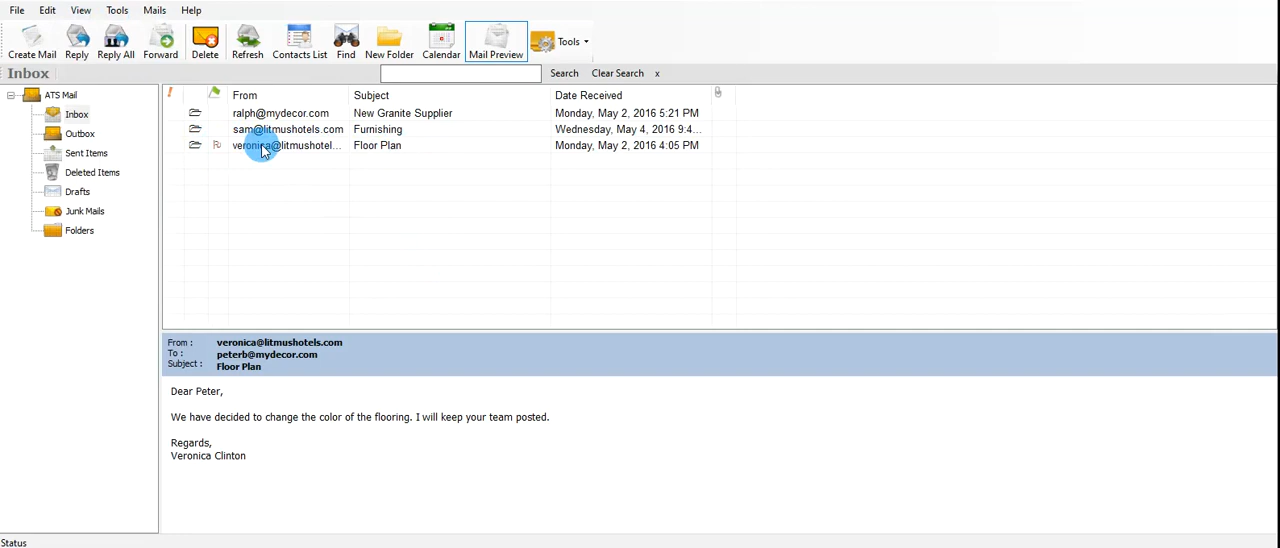 File Edit View Tools Mails Help
Create Mail Reply Reply All Forward Delete Refresh Contacts List Find New Folder Calendar Mail Preview Tools
Inbox Search Clear Search x
ATS Mail
Inbox
Outbox
Sent Items
Deleted Items
Drafts
Junk Mails
Folders
! From Subject Date Received
ralph@mydecor.com New Granite Supplier Monday, May 2, 2016 5:21 PM
sam@litmushotels.com Furnishing Wednesday, May 4, 2016 9:4...
veronica@litmushotel... Floor Plan Monday, May 2, 2016 4:05 PM
From : veronica@litmushotels.com
To : peterb@mydecor.com
Subject : Floor Plan
Dear Peter,
We have decided to change the color of the flooring. I will keep your team posted.
Regards,
Veronica Clinton
Status